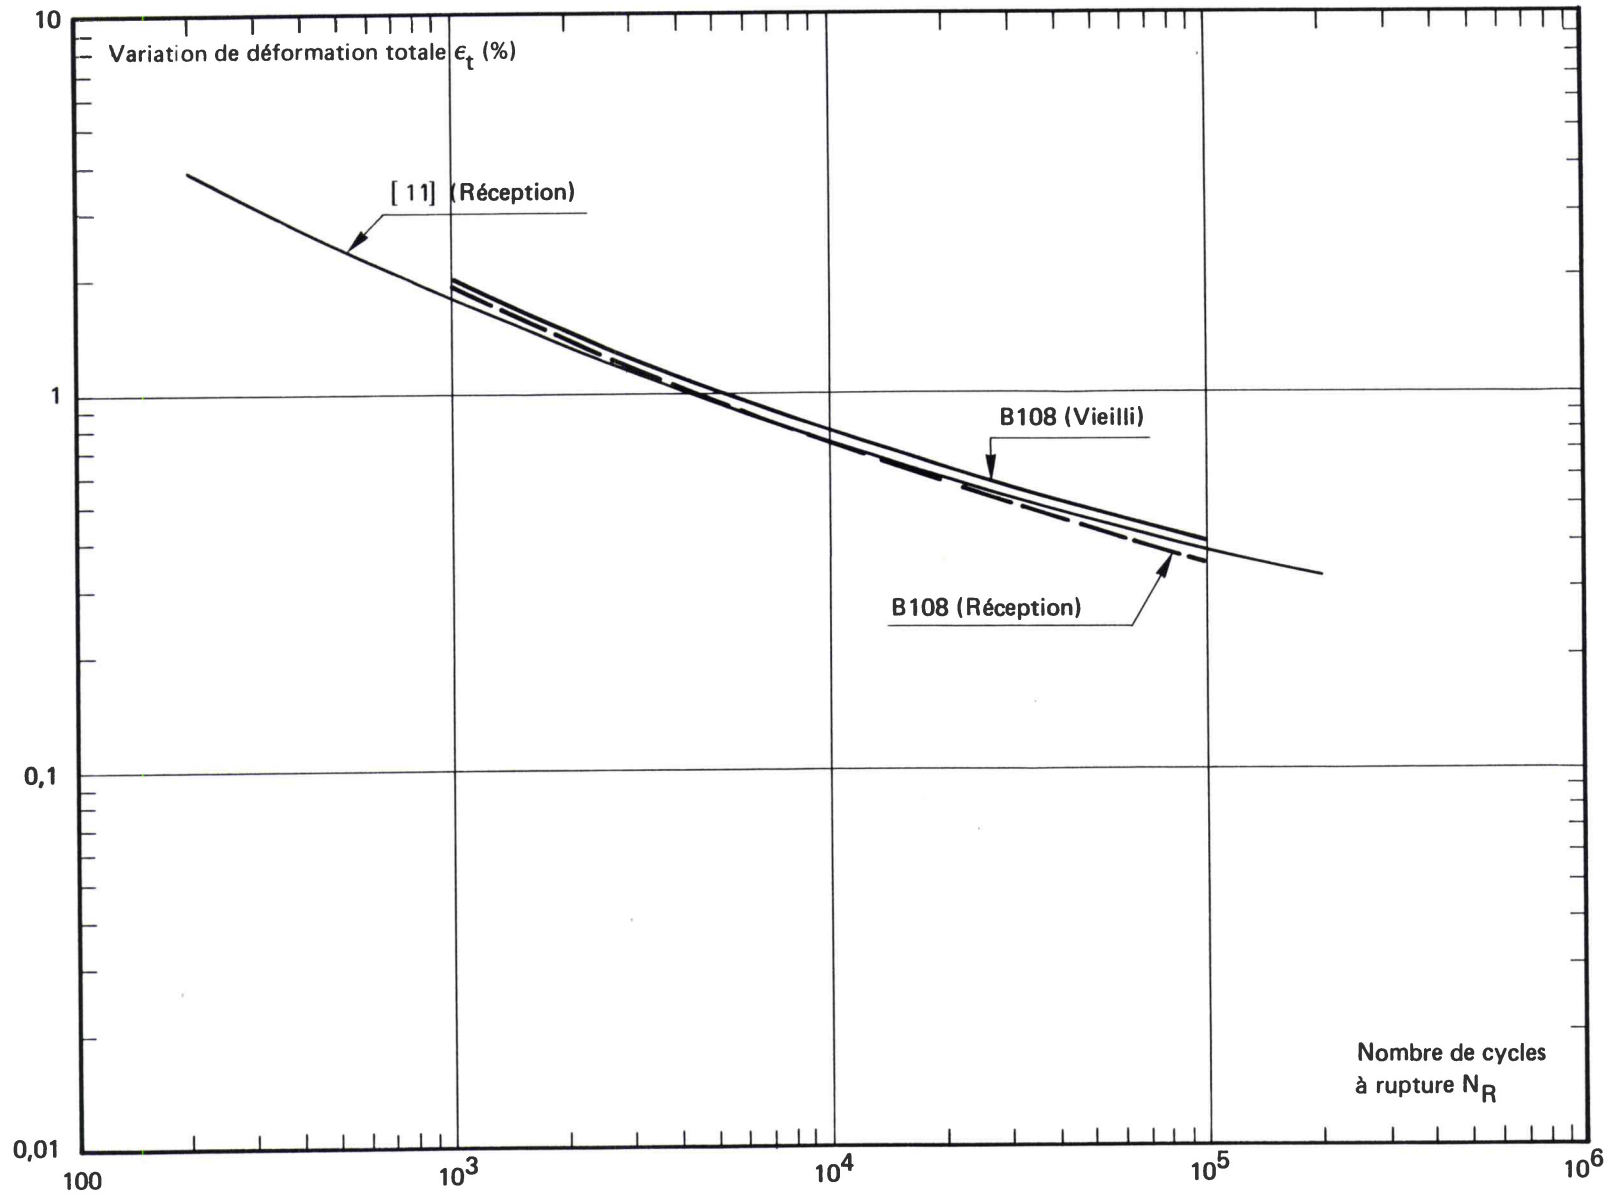 10
Variation de déformation totale ϵt (%)
[11] (Réception)
1
B108 (Vieilli)
B108 (Réception)
0,1
Nombre de cycles
à rupture NR
0,01
100
10³
10⁴
10⁵
10⁶